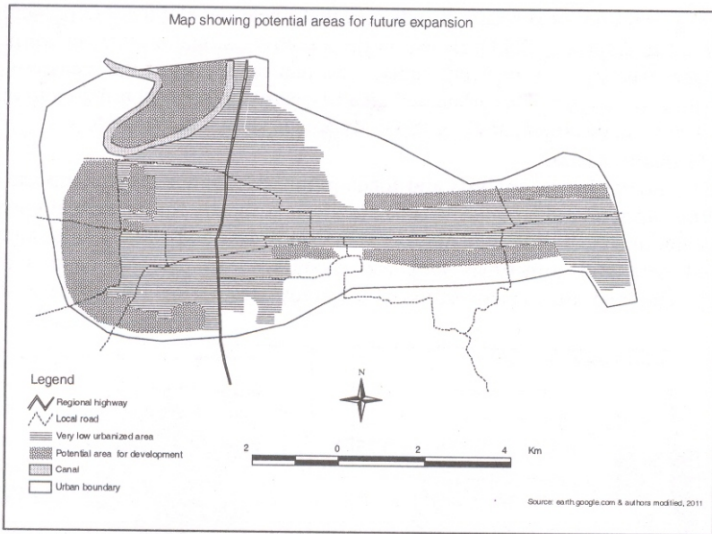 Map showing potential areas for future expansion
N
Legend
Regional highway
Local road
Very low urbanized area
Potential area for development
Canal
Urban boundary
2 0 2 4 Km
Source: earth.google.com & authors modified, 2011